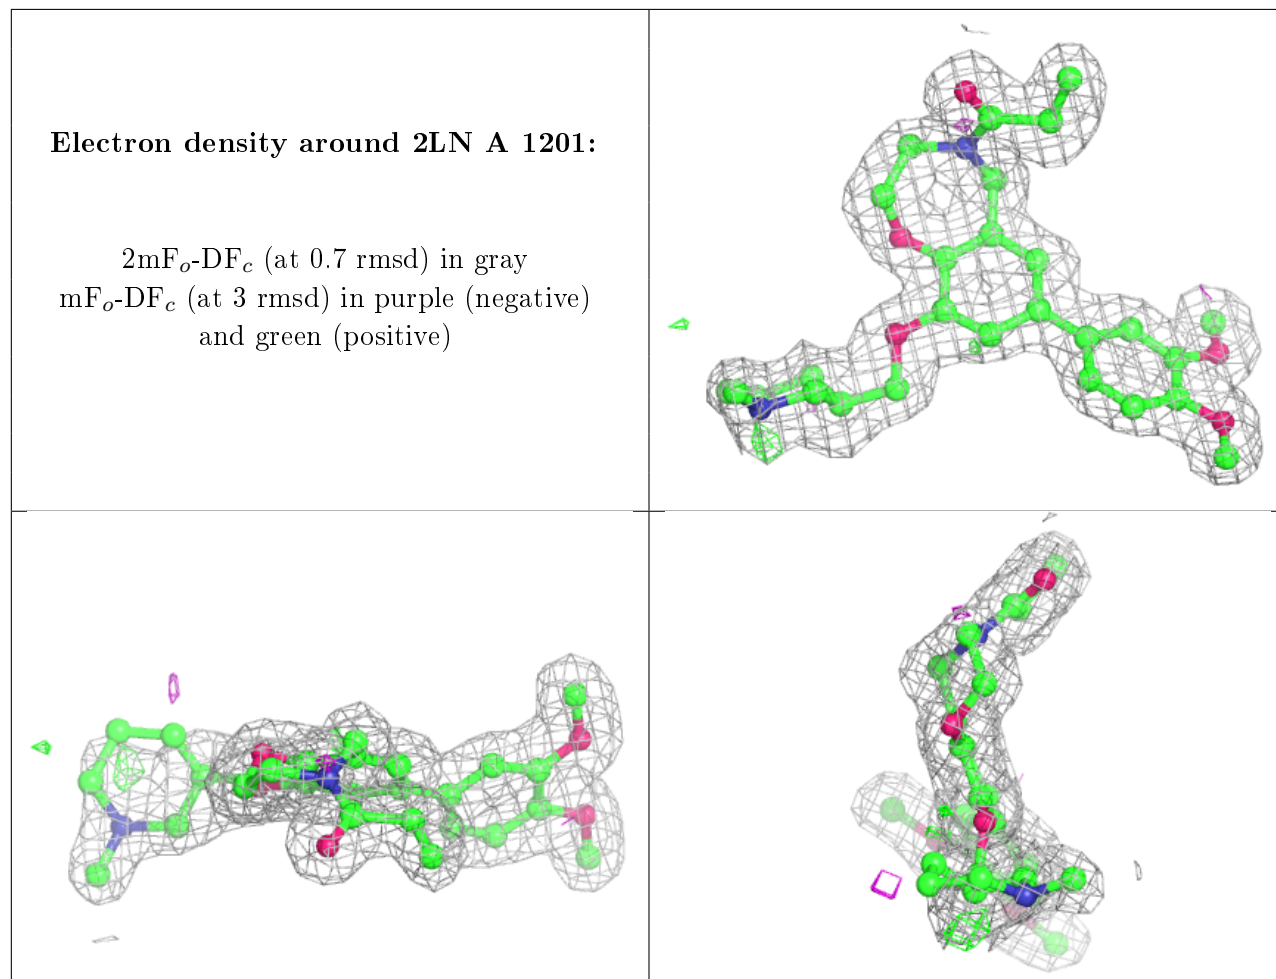 Electron density around 2LN A 1201:
2mFo-DFc (at 0.7 rmsd) in gray
mFo-DFc (at 3 rmsd) in purple (negative)
and green (positive)